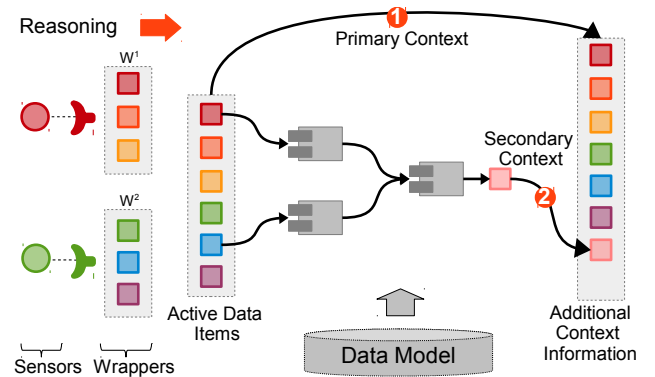 Reasoning
1
Primary Context
W¹
Secondary
Context
2
W²
Active Data
Items
Additional
Context
Information
Data Model
Sensors
Wrappers